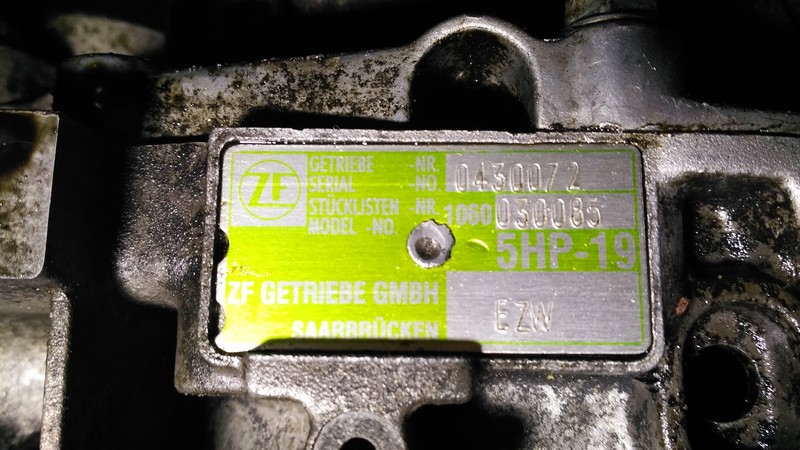 ZF
GETRIEBE -NR.
SERIAL -NO. 0430072
STÜCKLISTEN -NR.
MODEL -NO. 1060 030085
5HP-19
ZF GETRIEBE GMBH
SAARBRÜCKEN
EZW